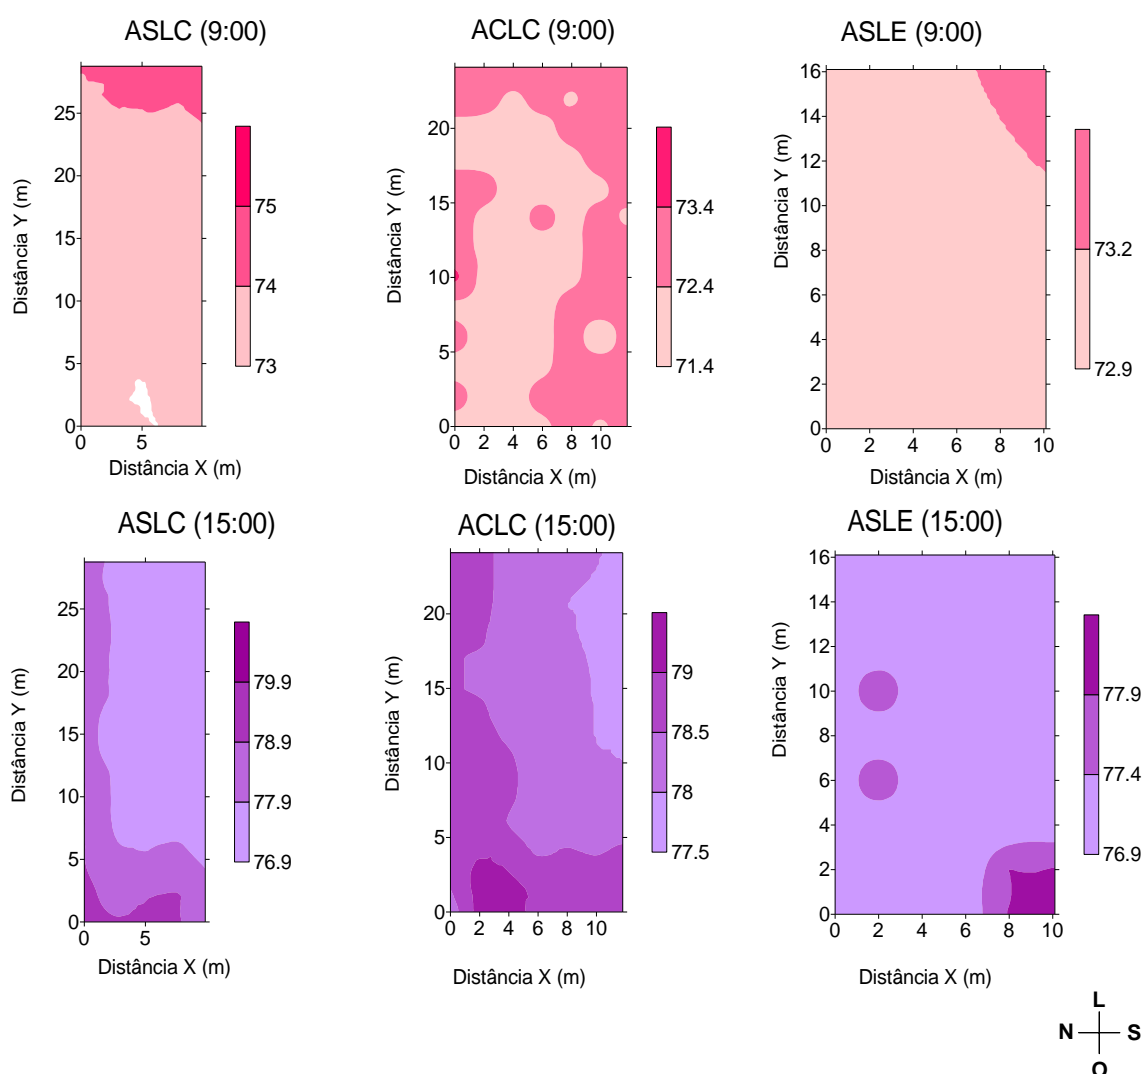 ASLC (9:00)
ACLC (9:00)
ASLE (9:00)
Distância Y (m)
25
20
15
10
5
0
0 5
Distância X (m)
75
74
73
Distância Y (m)
20
15
10
5
0
0 2 4 6 8 10
Distância X (m)
73.4
72.4
71.4
Distância Y (m)
16
14
12
10
8
6
4
2
0
0 2 4 6 8 10
Distância X (m)
73.2
72.9
ASLC (15:00)
ACLC (15:00)
ASLE (15:00)
Distância Y (m)
25
20
15
10
5
0
0 5
Distância X (m)
79.9
78.9
77.9
76.9
Distância Y (m)
20
15
10
5
0
0 2 4 6 8 10
Distância X (m)
79
78.5
78
77.5
Distância Y (m)
16
14
12
10
8
6
4
2
0
0 2 4 6 8 10
Distância X (m)
77.9
77.4
76.9
L
N S
O